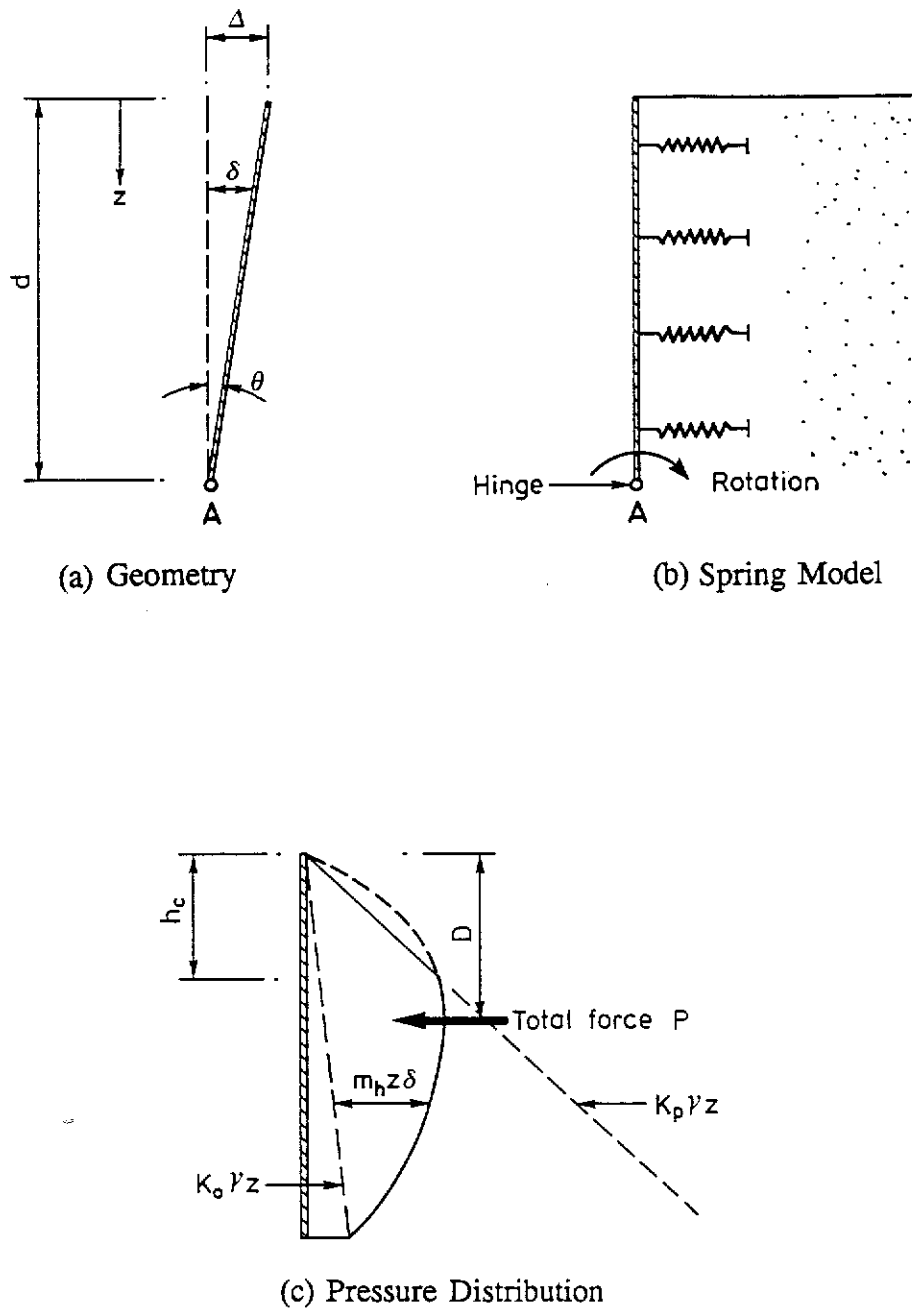 Δ
δ
z
d
θ
A
(a) Geometry
Hinge
Rotation
A
(b) Spring Model
h_c
D
Total force P
m_h z δ
K_p γ z
K_o γ z
(c) Pressure Distribution